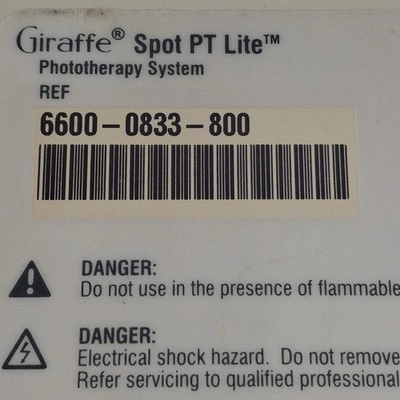 Giraffe® Spot PT Lite™
Phototherapy System
REF
6600-0833-800
DANGER:
Do not use in the presence of flammable
DANGER:
Electrical shock hazard. Do not remove
Refer servicing to qualified professional